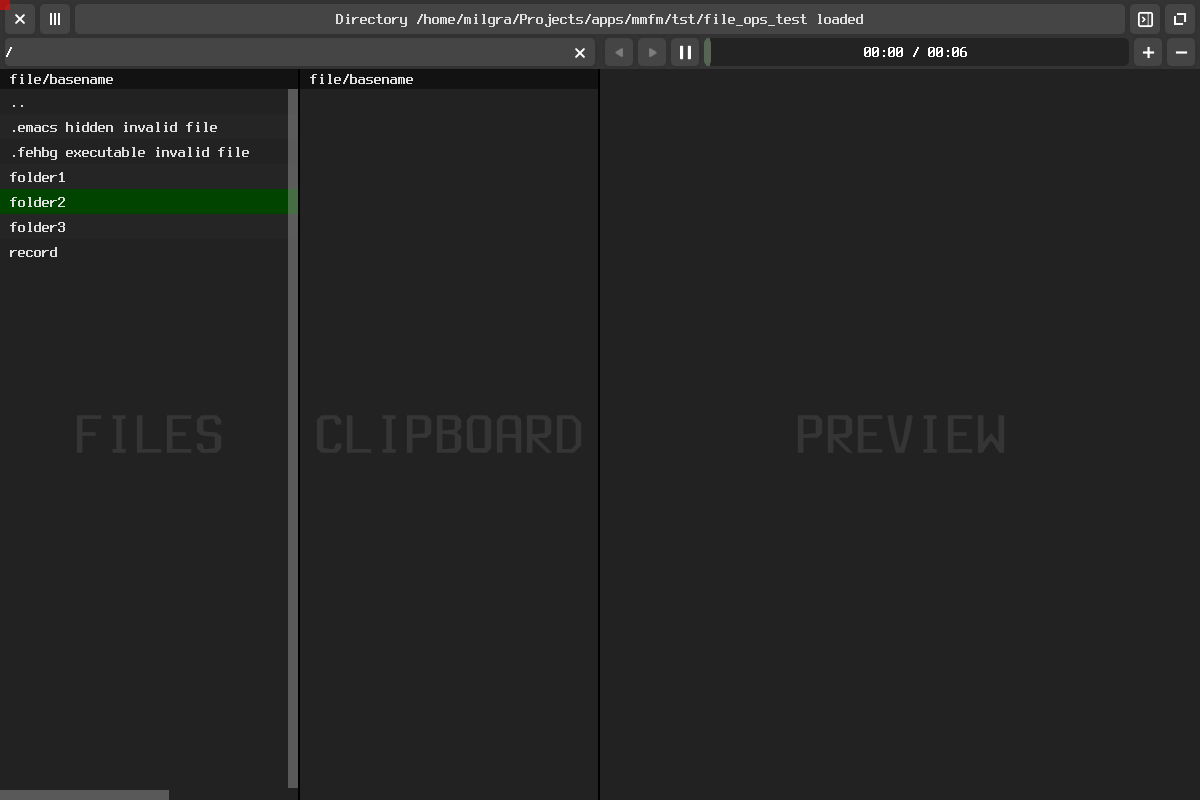 Directory /home/milgra/Projects/apps/mmfm/tst/file_ops_test loaded
/
00:00 / 00:06
file/basename
file/basename
..
.emacs hidden invalid file
.fehbg executable invalid file
folder1
folder2
folder3
record
FILES
CLIPBOARD
PREVIEW